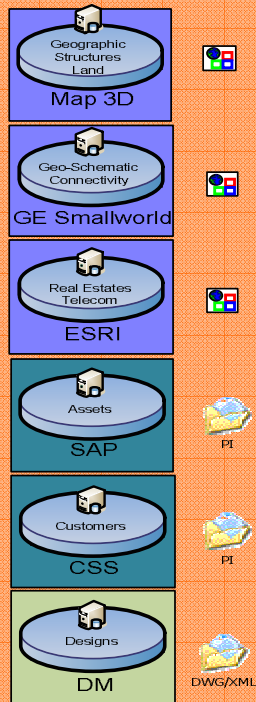 Geographic
Structures
Land
Map 3D
Geo-Schematic
Connectivity
GE Smallworld
Real Estates
Telecom
ESRI
Assets
SAP
PI
Customers
CSS
PI
Designs
DM
DWG/XML